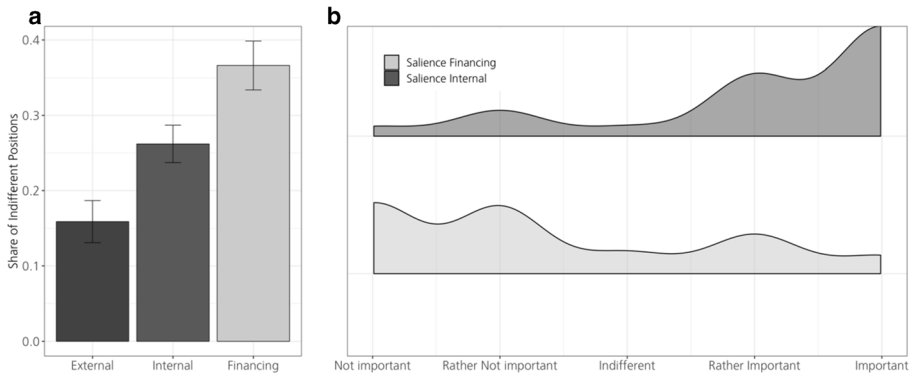 a
Share of Indifferent Positions
0.4
0.3
0.2
0.1
0.0
External
Internal
Financing
b
Salience Financing
Salience Internal
Not important
Rather Not important
Indifferent
Rather Important
Important